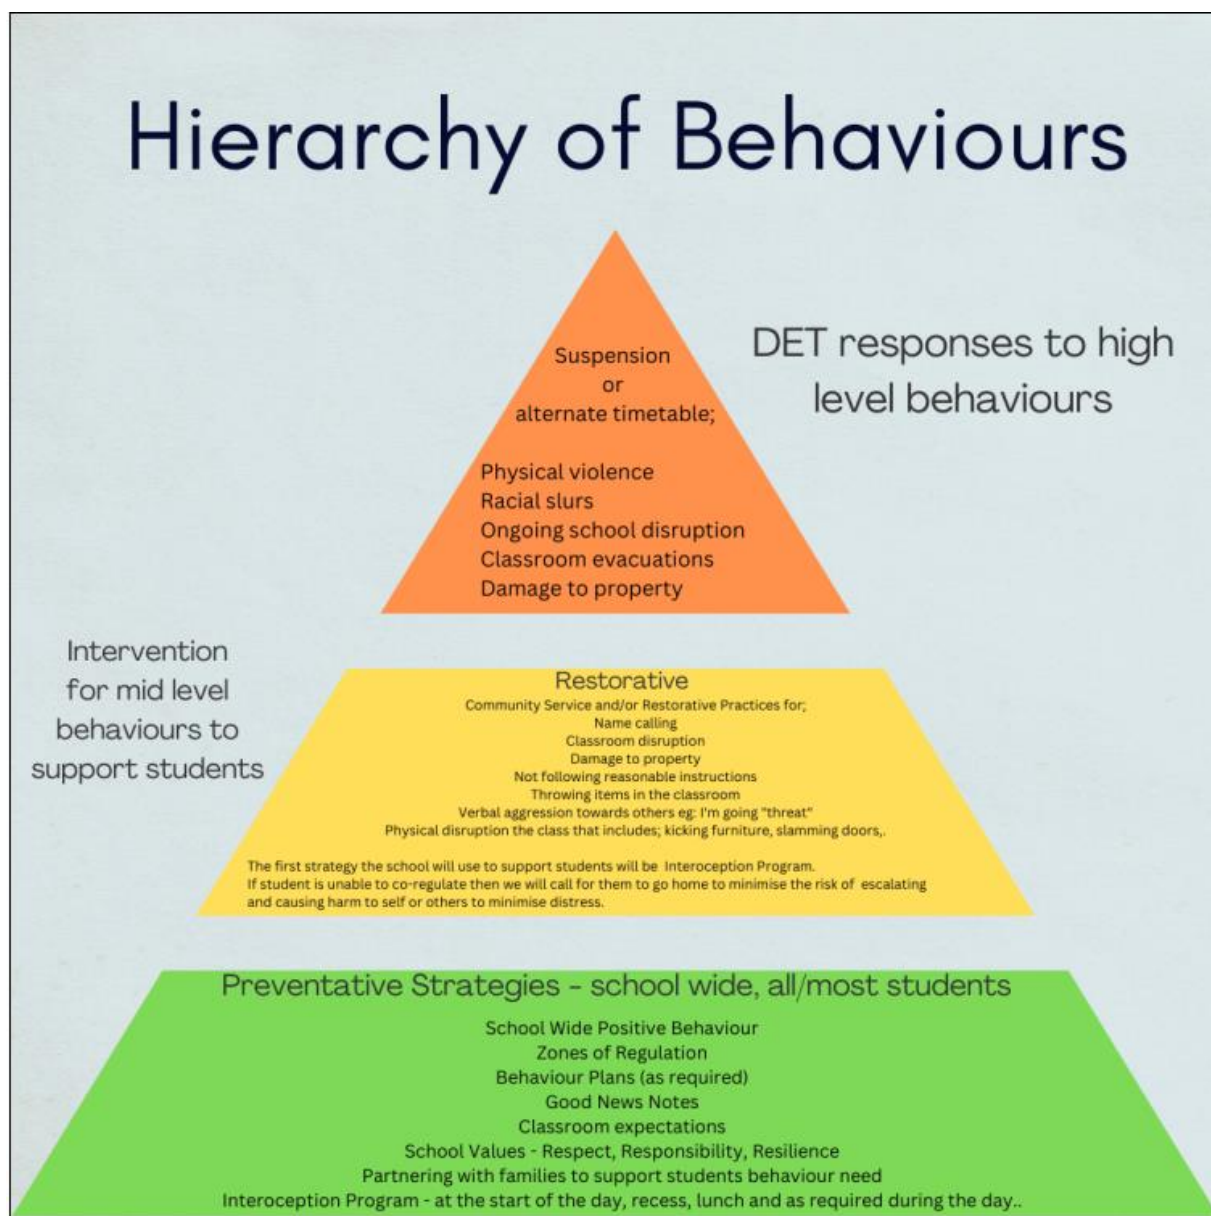 Hierarchy of Behaviours
Suspension
or
alternate timetable;
Physical violence
Racial slurs
Ongoing school disruption
Classroom evacuations
Damage to property
DET responses to high
level behaviours
Intervention
for mid level
behaviours to
support students
Restorative
Community Service and/or Restorative Practices for;
Name calling
Classroom disruption
Damage to property
Not following reasonable instructions
Throwing items in the classroom
Verbal aggression towards others eg: I'm going "threat"
Physical disruption the class that includes; kicking furniture, slamming doors,.
The first strategy the school will use to support students will be Interoception Program.
If student is unable to co-regulate then we will call for them to go home to minimise the risk of escalating
and causing harm to self or others to minimise distress.
Preventative Strategies - school wide, all/most students
School Wide Positive Behaviour
Zones of Regulation
Behaviour Plans (as required)
Good News Notes
Classroom expectations
School Values - Respect, Responsibility, Resilience
Partnering with families to support students behaviour need
Interoception Program - at the start of the day, recess, lunch and as required during the day..